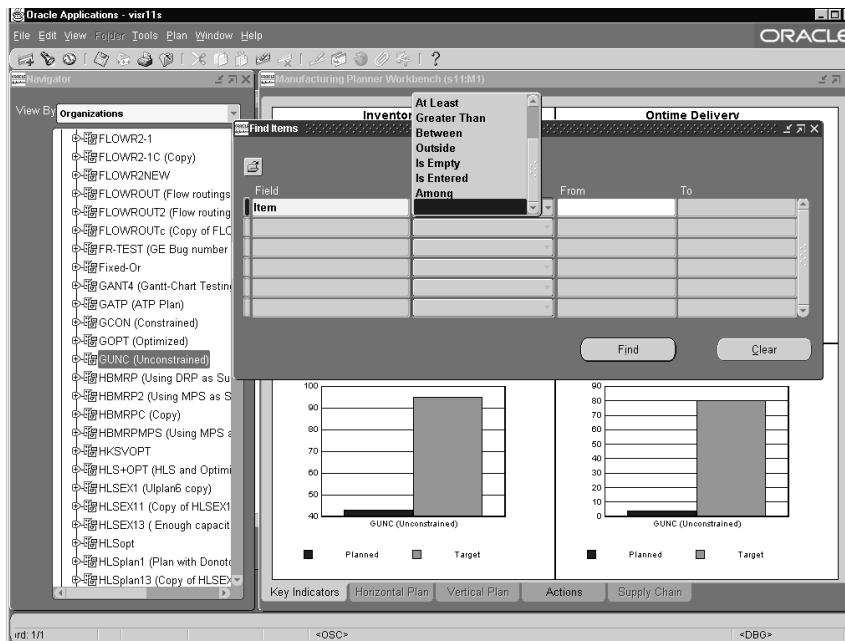 Oracle Applications - visr11s
File Edit View Folder Tools Plan Window Help
ORACLE
Navigator
Manufacturing Planner Workbench (s11:M1)
View By Organizations
FLOWR2-1
FLOWR2-1C (Copy)
FLOWR2NEW
FLOWROUT (Flow routings
FLOWROUT2 (Flow routing
FLOWROUTc (Copy of FLC
FR-TEST (GE Bug number
Fixed-Or
GANT4 (Gantt-Chart Testin
GATP (ATP Plan)
GCON (Constrained)
GOPT (Optimized)
GUNC (Unconstrained)
HBMRP (Using DRP as Su
HBMRP2 (Using MPS as S
HBMRPC (Copy)
HBMRPMPS (Using MPS a
HKSVOPT
HLS+OPT (HLS and Optimi
HLSEX1 (Ulplan6 copy)
HLSEX11 (Copy of HLSEX1
HLSEX13 ( Enough capacit
HLSopt
HLSplan1 (Plan with Donoto
HLSplan13 (Copy of HLSEX
Inventor
Ontime Delivery
Find Items
At Least
Greater Than
Between
Outside
Is Empty
Is Entered
Among
Field
From
To
Item
Find
Clear
100
90
80
70
60
50
40
GUNC (Unconstrained)
Planned
Target
90
80
70
60
50
40
30
20
10
0
GUNC (Unconstrained)
Planned
Target
Key Indicators
Horizontal Plan
Vertical Plan
Actions
Supply Chain
ord: 1/1
<OSC>
<DBG>